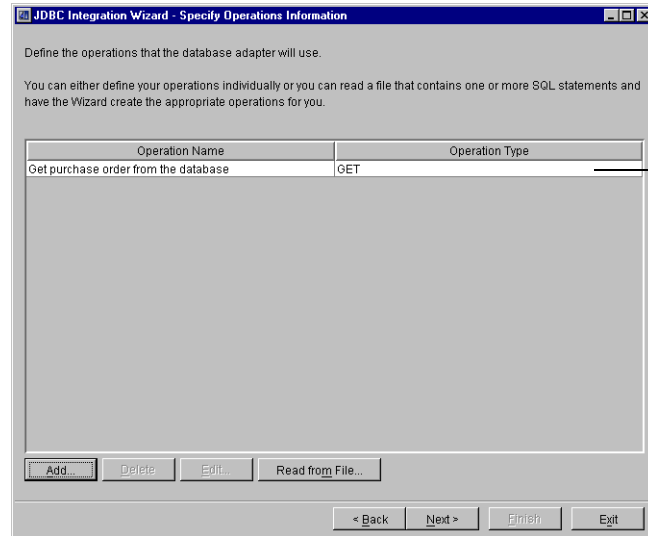 JDBC Integration Wizard - Specify Operations Information
Define the operations that the database adapter will use.
You can either define your operations individually or you can read a file that contains one or more SQL statements and
have the Wizard create the appropriate operations for you.
Operation Name Operation Type
Get purchase order from the database GET
Add... Delete Edit... Read from File...
< Back Next > Finish Exit